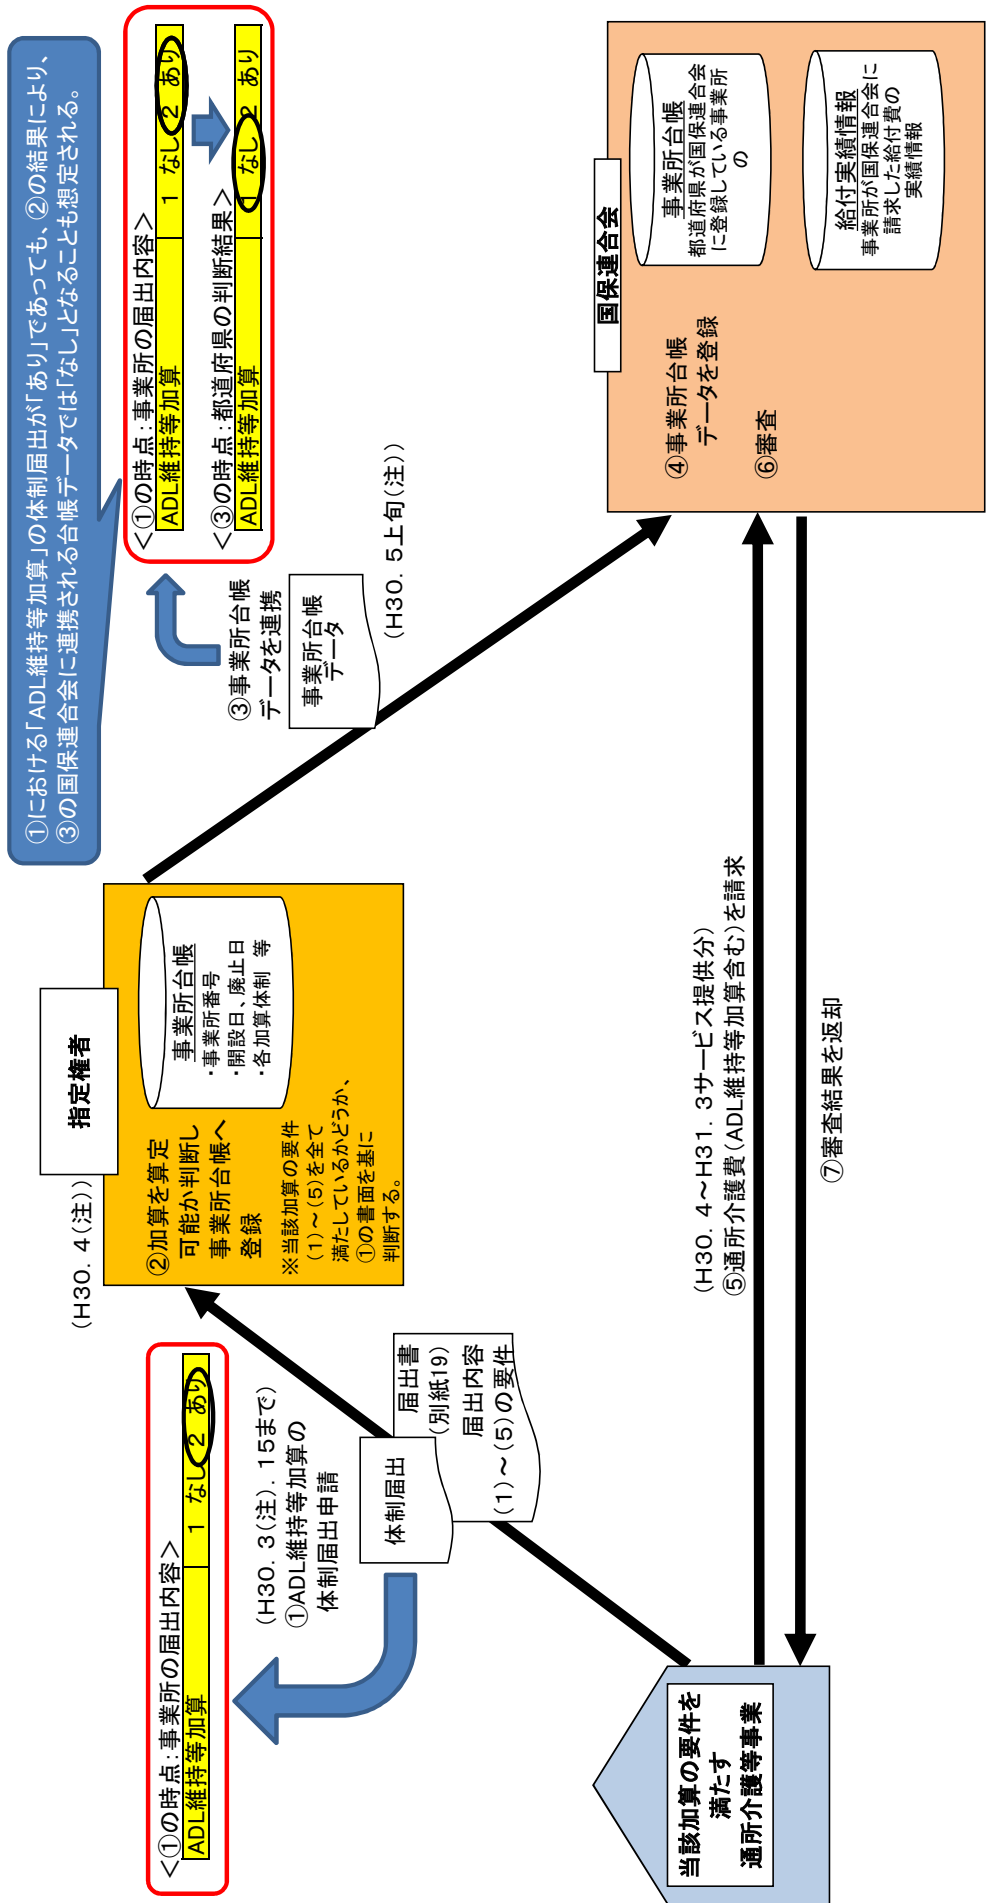 ①における「ADL維持等加算」の体制届出が「あり」であっても、②の結果により、
③の国保連合会に連携される台帳データでは「なし」となることも想定される。
＜①の時点：事業所の届出内容＞
ADL維持等加算 1 なし 2 あり
(H30．3(注)．15まで)
①ADL維持等加算の
体制届出申請
体制届出
届出書
(別紙19)
届出内容
(1)～(5)の要件
(H30．4(注))
指定権者
②加算を算定
可能か判断し
事業所台帳へ
登録
※当該加算の要件
(1)～(5)を全て
満たしているかどうか、
①の書面を基に
判断する。
事業所台帳
・事業所番号
・開設日、廃止日
・各加算体制 等
③事業所台帳
データを連携
事業所台帳
データ
(H30．5上旬(注))
＜①の時点：事業所の届出内容＞
ADL維持等加算 1 なし 2 あり
＜③の時点：都道府県の判断結果＞
ADL維持等加算 1 なし 2 あり
当該加算の要件を
満たす
通所介護等事業
(H30．4～H31．3サービス提供分)
⑤通所介護費(ADL維持等加算含む)を請求
⑦審査結果を返却
国保連合会
④事業所台帳
データを登録
⑥審査
事業所台帳
都道府県が国保連合会
に登録している事業所
の
給付実績情報
事業所が国保連合会に
請求した給付費の
実績情報